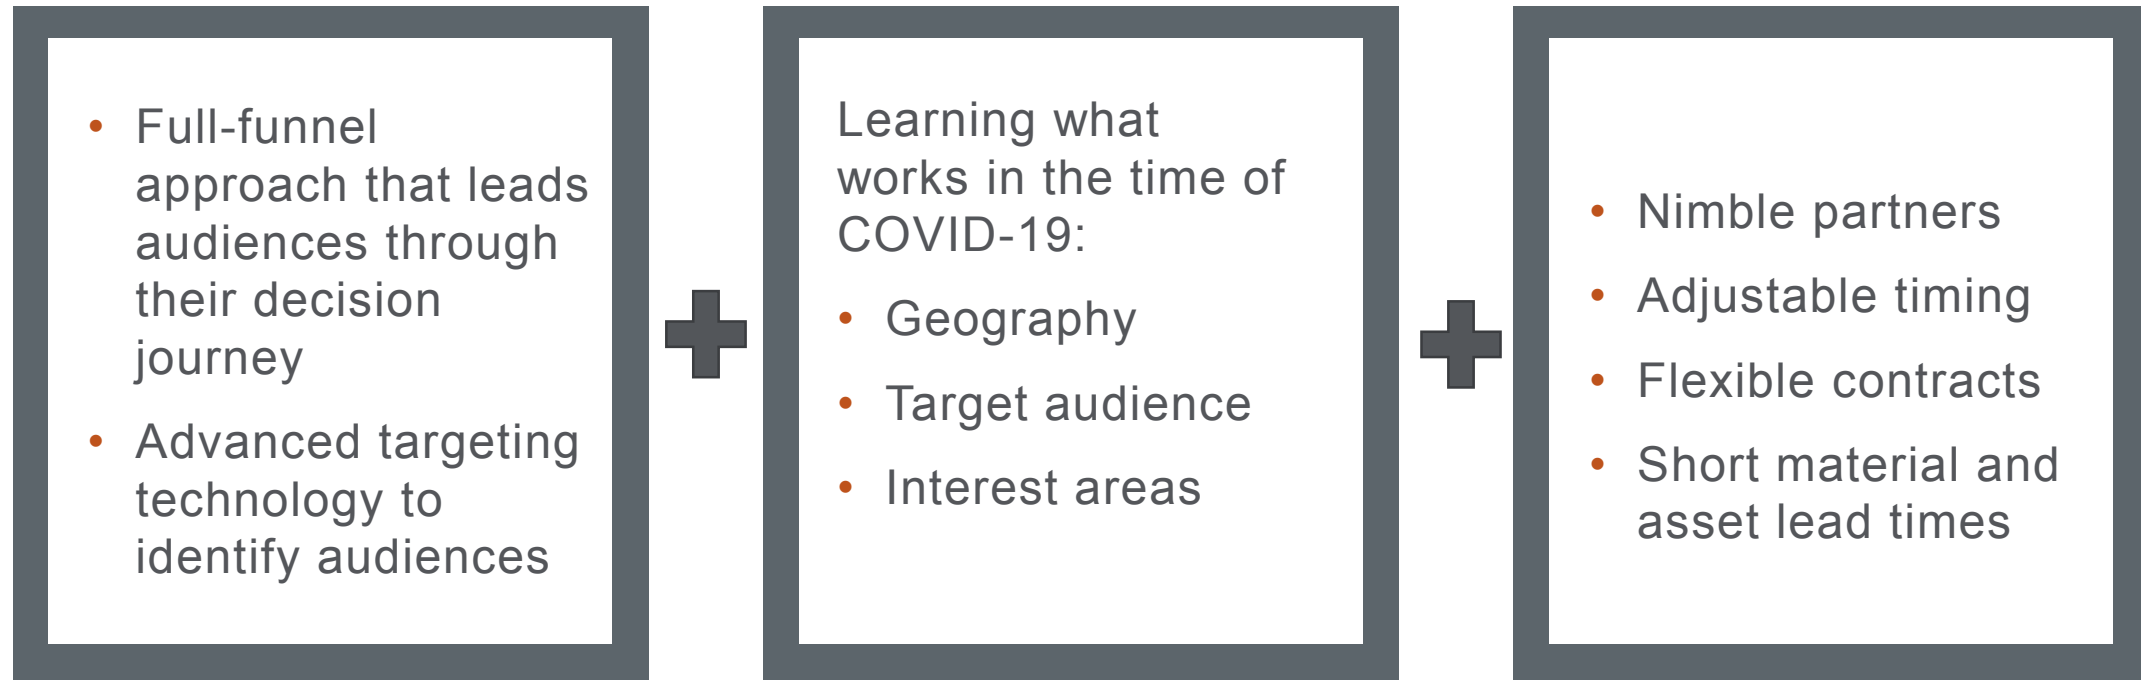 • Full-funnel
approach that leads
audiences through
their decision
journey
• Advanced targeting
technology to
identify audiences
Learning what
works in the time of
COVID-19:
• Geography
• Target audience
• Interest areas
• Nimble partners
• Adjustable timing
• Flexible contracts
• Short material and
asset lead times